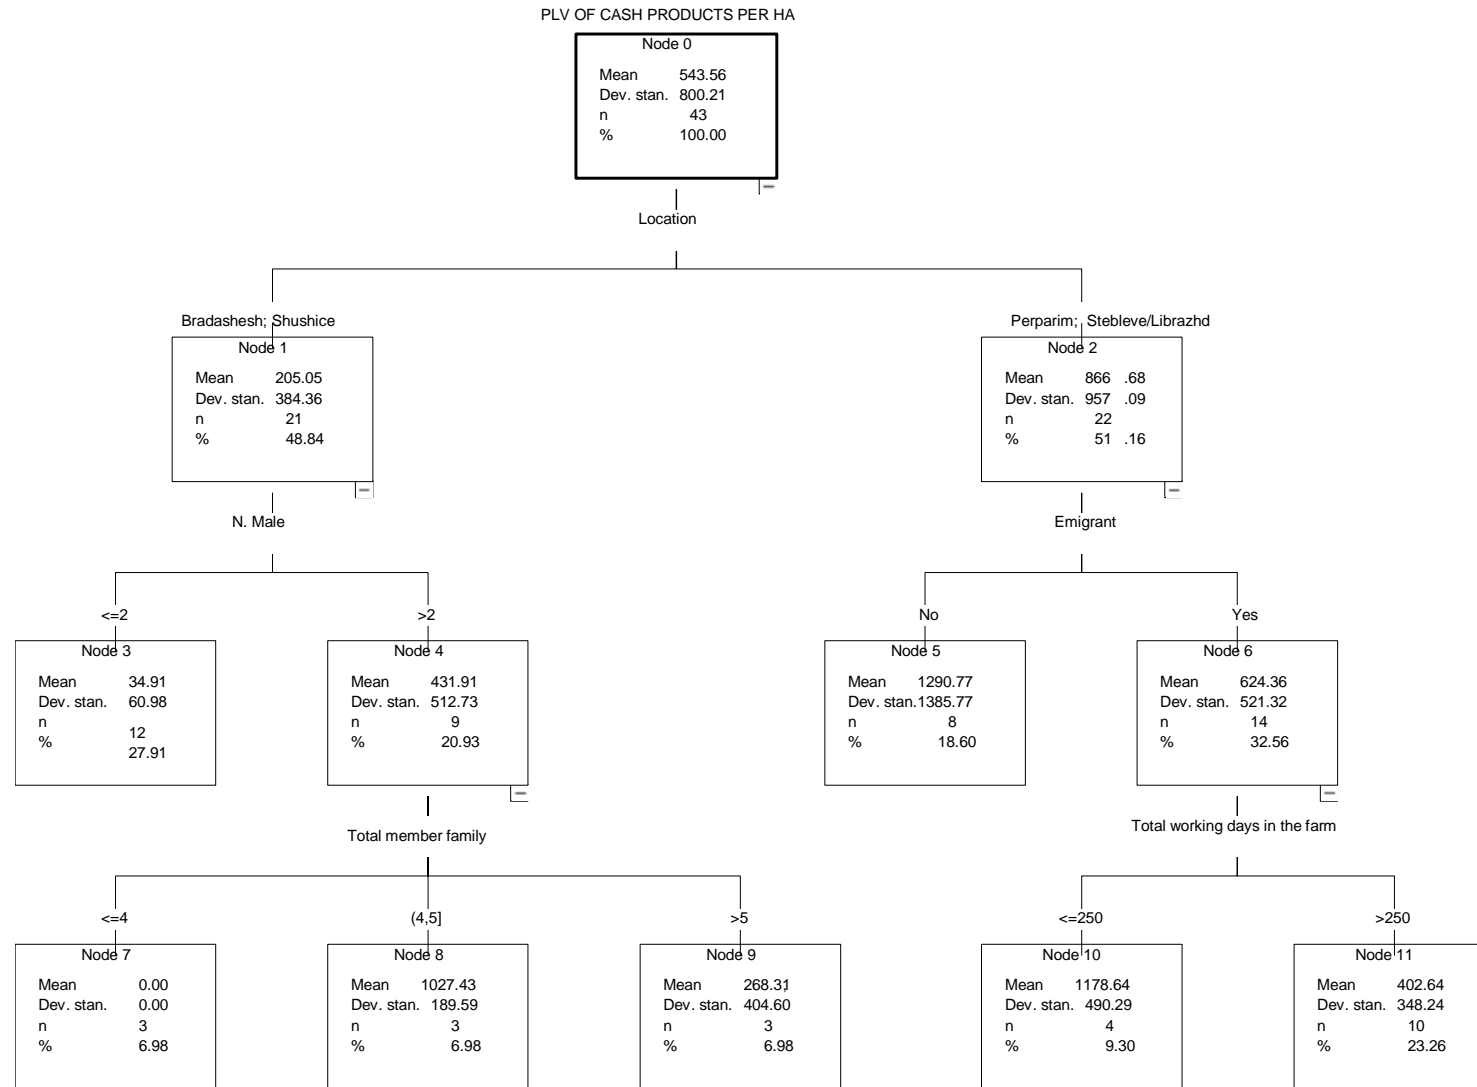 PLV OF CASH PRODUCTS PER HA
Node 0
Mean 543.56
Dev. stan. 800.21
n 43
% 100.00
Location
Bradashesh; Shushice
Node 1
Mean 205.05
Dev. stan. 384.36
n 21
% 48.84
Perparim; Stebleve/Librazhd
Node 2
Mean 866 .68
Dev. stan. 957 .09
n 22
% 51 .16
N. Male
Emigrant
<=2
Node 3
Mean 34.91
Dev. stan. 60.98
n 12
% 27.91
>2
Node 4
Mean 431.91
Dev. stan. 512.73
n 9
% 20.93
No
Node 5
Mean 1290.77
Dev. stan. 1385.77
n 8
% 18.60
Yes
Node 6
Mean 624.36
Dev. stan. 521.32
n 14
% 32.56
Total member family
Total working days in the farm
<=4
Node 7
Mean 0.00
Dev. stan. 0.00
n 3
% 6.98
(4,5]
Node 8
Mean 1027.43
Dev. stan. 189.59
n 3
% 6.98
>5
Node 9
Mean 268.31
Dev. stan. 404.60
n 3
% 6.98
<=250
Node 10
Mean 1178.64
Dev. stan. 490.29
n 4
% 9.30
>250
Node 11
Mean 402.64
Dev. stan. 348.24
n 10
% 23.26